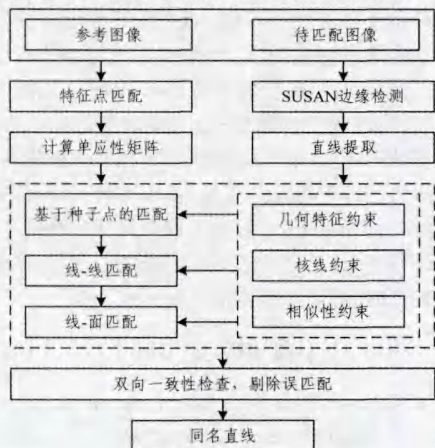 参考图像
待匹配图像
特征点匹配
SUSAN边缘检测
计算单应性矩阵
直线提取
基于种子点的匹配
几何特征约束
线-线匹配
核线约束
线-面匹配
相似性约束
双向一致性检查，剔除误匹配
同名直线